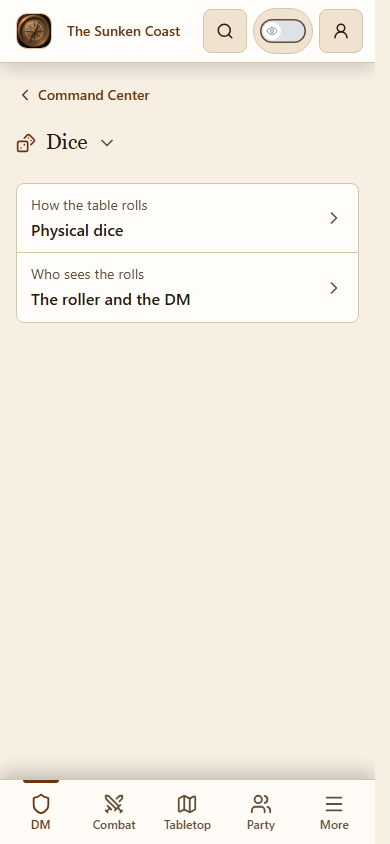 The Sunken Coast
Command Center
Dice
How the table rolls
Physical dice
Who sees the rolls
The roller and the DM
DM
Combat
Tabletop
Party
More